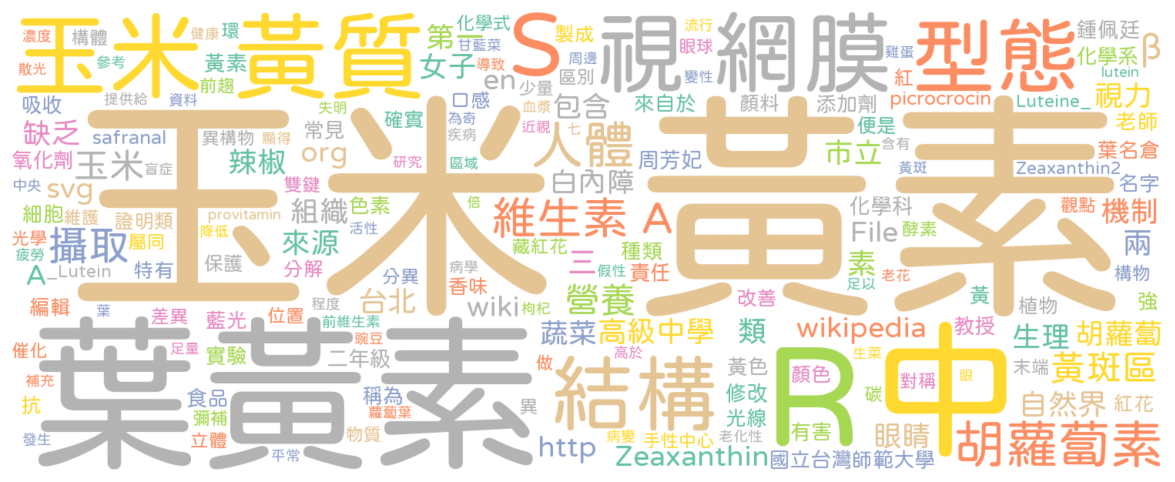 濃度 構體 健康 環 化學式 製成 流行 周邊 雞蛋 鍾佩廷
玉米黃質 第一 甘藍菜 S 視網膜 型態 β
散光 參考 前趨 黃素 女子 導致 眼球 變性 化學系 lutein
吸收 提供給 資料 失明 en 少量 區別 來自於 顏料 添加劑 紅 picrocrocin Luteine_ 視力
缺乏 safranal 異構物 顯得 常見 口感 血漿 包含 確實 為奇 疾病 近視 七 便是 含有 老師
氧化劑 玉米 盲症 辣椒 org 研究 區域 人體 周芳妃 市立 黃斑 葉名倉
中央 svg 雙鍵 白內障 Zeaxanthin2 名字
玉米黃素
細胞 維護 證明類 provitamin 組織 色素 倍 維生素 A 化學科 觀點 機制
光學 攝取 屬同 降低 來源 活性 藏紅花 種類 File 酵素 兩
疲勞 A_Lutein 特有 保護 分解 分異 病學 香味 假性 三 責任 素 老花 足以 構物
編輯 葉 程度 台北 wiki 枸杞 營養 改善 黃 植物 強
差異 藍光 位置 前維生素 蔬菜 高級中學 類 wikipedia 教授 生理 胡蘿蔔
催化 足量 實驗 豌豆 二年級 做 高於 黃色 生菜 顏色 對稱 末端 黃斑區
葉黃素 結構 R 中
補充 抗 食品 稱為 異 修改 碳 眼 自然界 紅花
彌補 蘿蔔葉 光線
發生 立體 物質 http 病變 手性中心 老化性 有害 眼睛 胡蘿蔔素
平常 Zeaxanthin 國立台灣師範大學